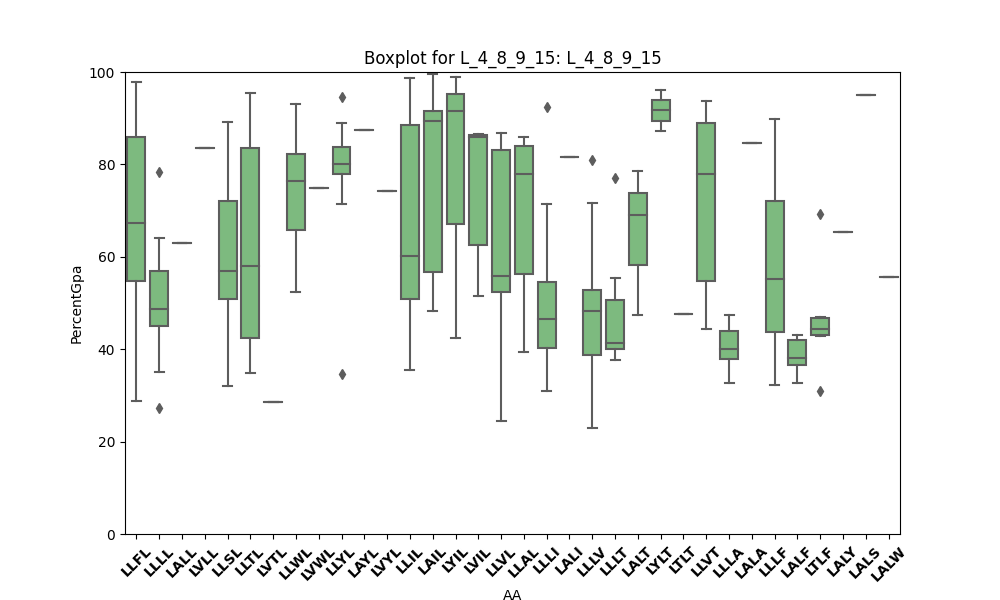 Boxplot for L_4_8_9_15: L_4_8_9_15
PercentGpa
100
80
60
40
20
0
LLFL LLLL LALL LVLL LLSL LLTL LVTL LLWL LVWL LLYL LAYL LVYL LLIL LAIL LYIL LVIL LLVL LLAL LLLI LALI LLLV LLLT LALT LYLT LTLT LLVT LLLA LALA LLLF LALF LTLF LALY LALS LALW
AA